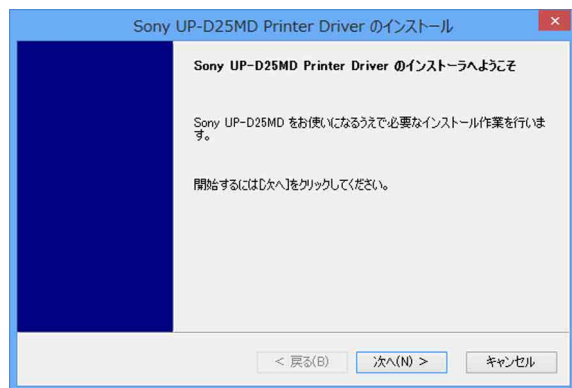 Sony UP-D25MD Printer Driver のインストール
Sony UP-D25MD Printer Driver のインストーラへようこそ
Sony UP-D25MD をお使いになるうえで必要なインストール作業を行いま
す。
開始するには[次へ]をクリックしてください。
< 戻る(B)
次へ(N) >
キャンセル